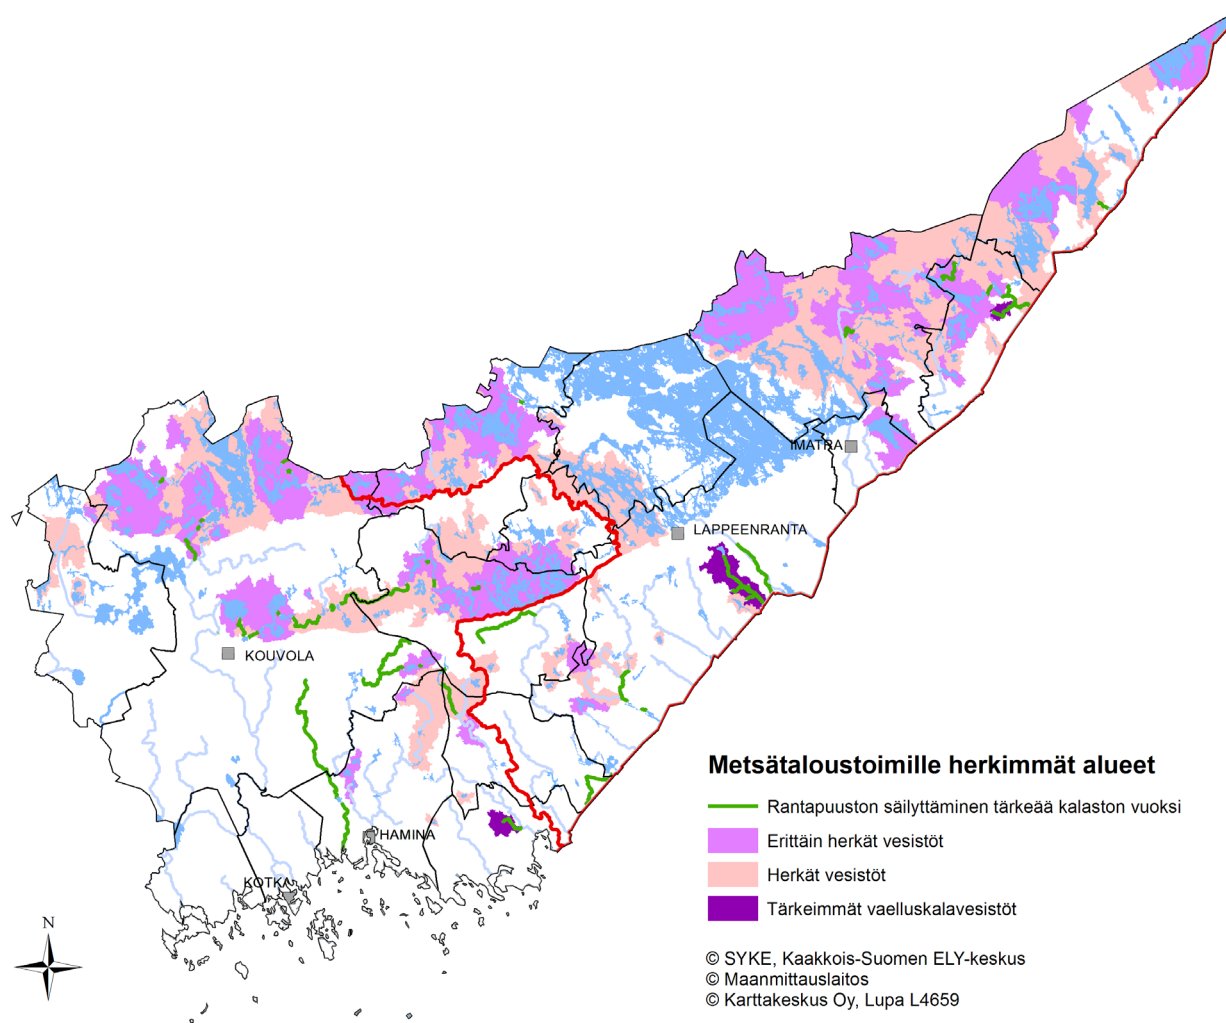 IMATRA
LAPPEENRANTA
KOUVOLA
HAMINA
KOTKA
N
Metsätaloustoimille herkimmät alueet
Rantapuuston säilyttäminen tärkeää kalaston vuoksi
Erittäin herkät vesistöt
Herkät vesistöt
Tärkeimmät vaelluskalavesistöt
© SYKE, Kaakkois-Suomen ELY-keskus
© Maanmittauslaitos
© Karttakeskus Oy, Lupa L4659